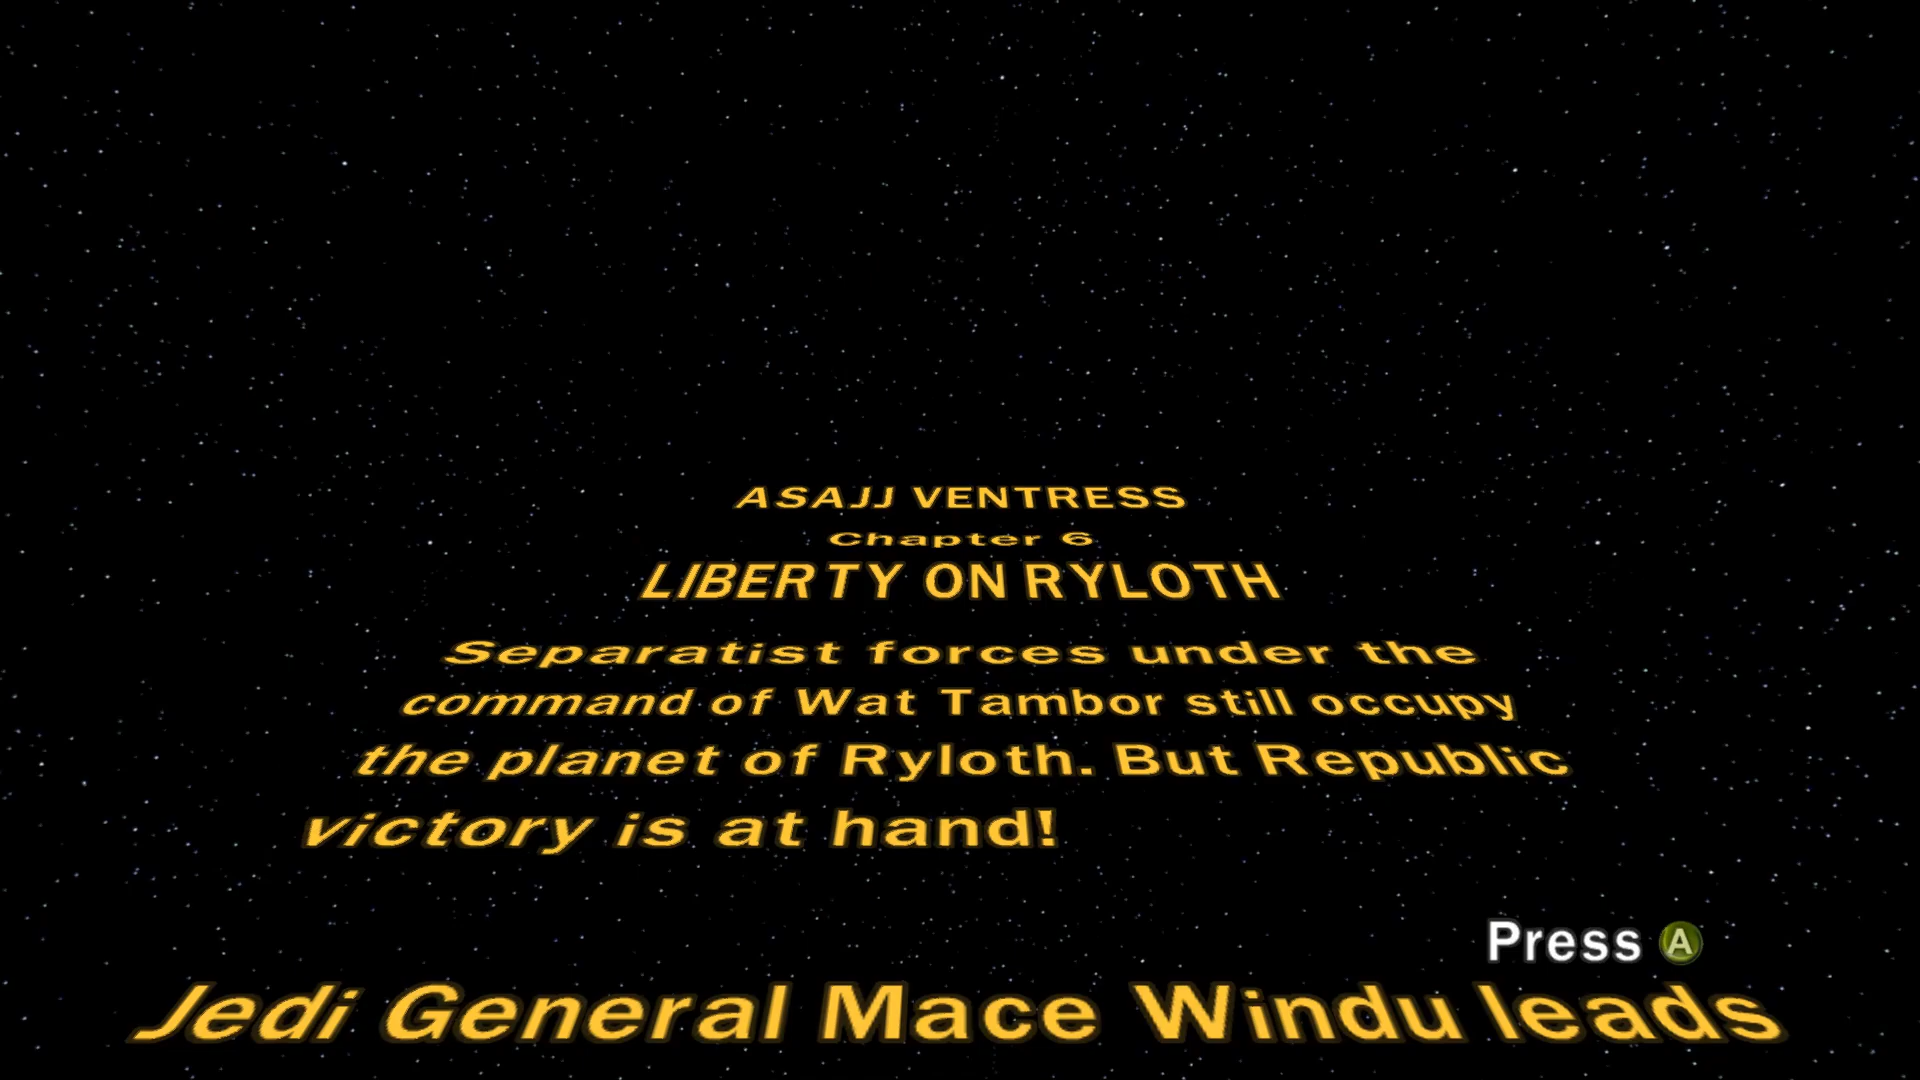 ASAJJ VENTRESS
Chapter 6
LIBERTY ON RYLOTH
Separatist forces under the
command of Wat Tambor still occupy
the planet of Ryloth. But Republic
victory is at hand!
Press A
Jedi General Mace Windu leads